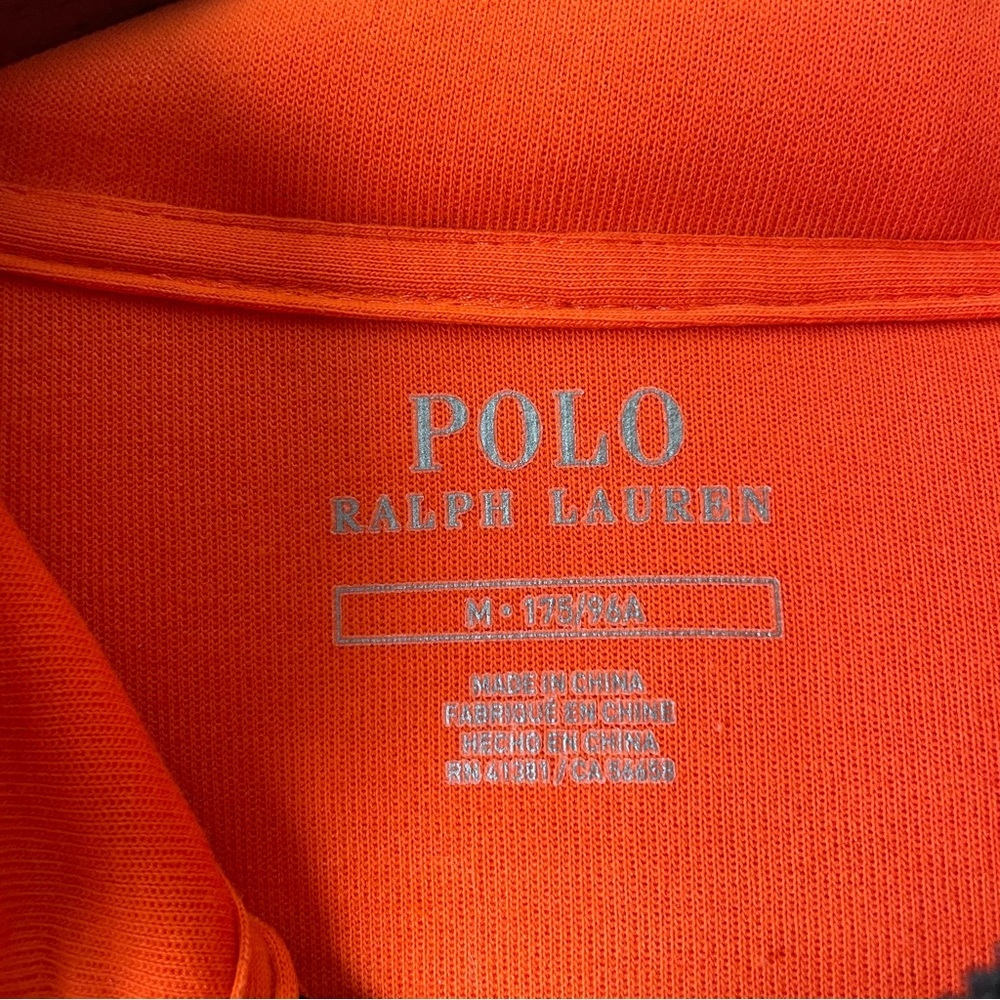 POLO
RALPH LAUREN
M • 175/96A
MADE IN CHINA
FABRIQUÉ EN CHINE
HECHO EN CHINA
RN 41381 / CA 56658